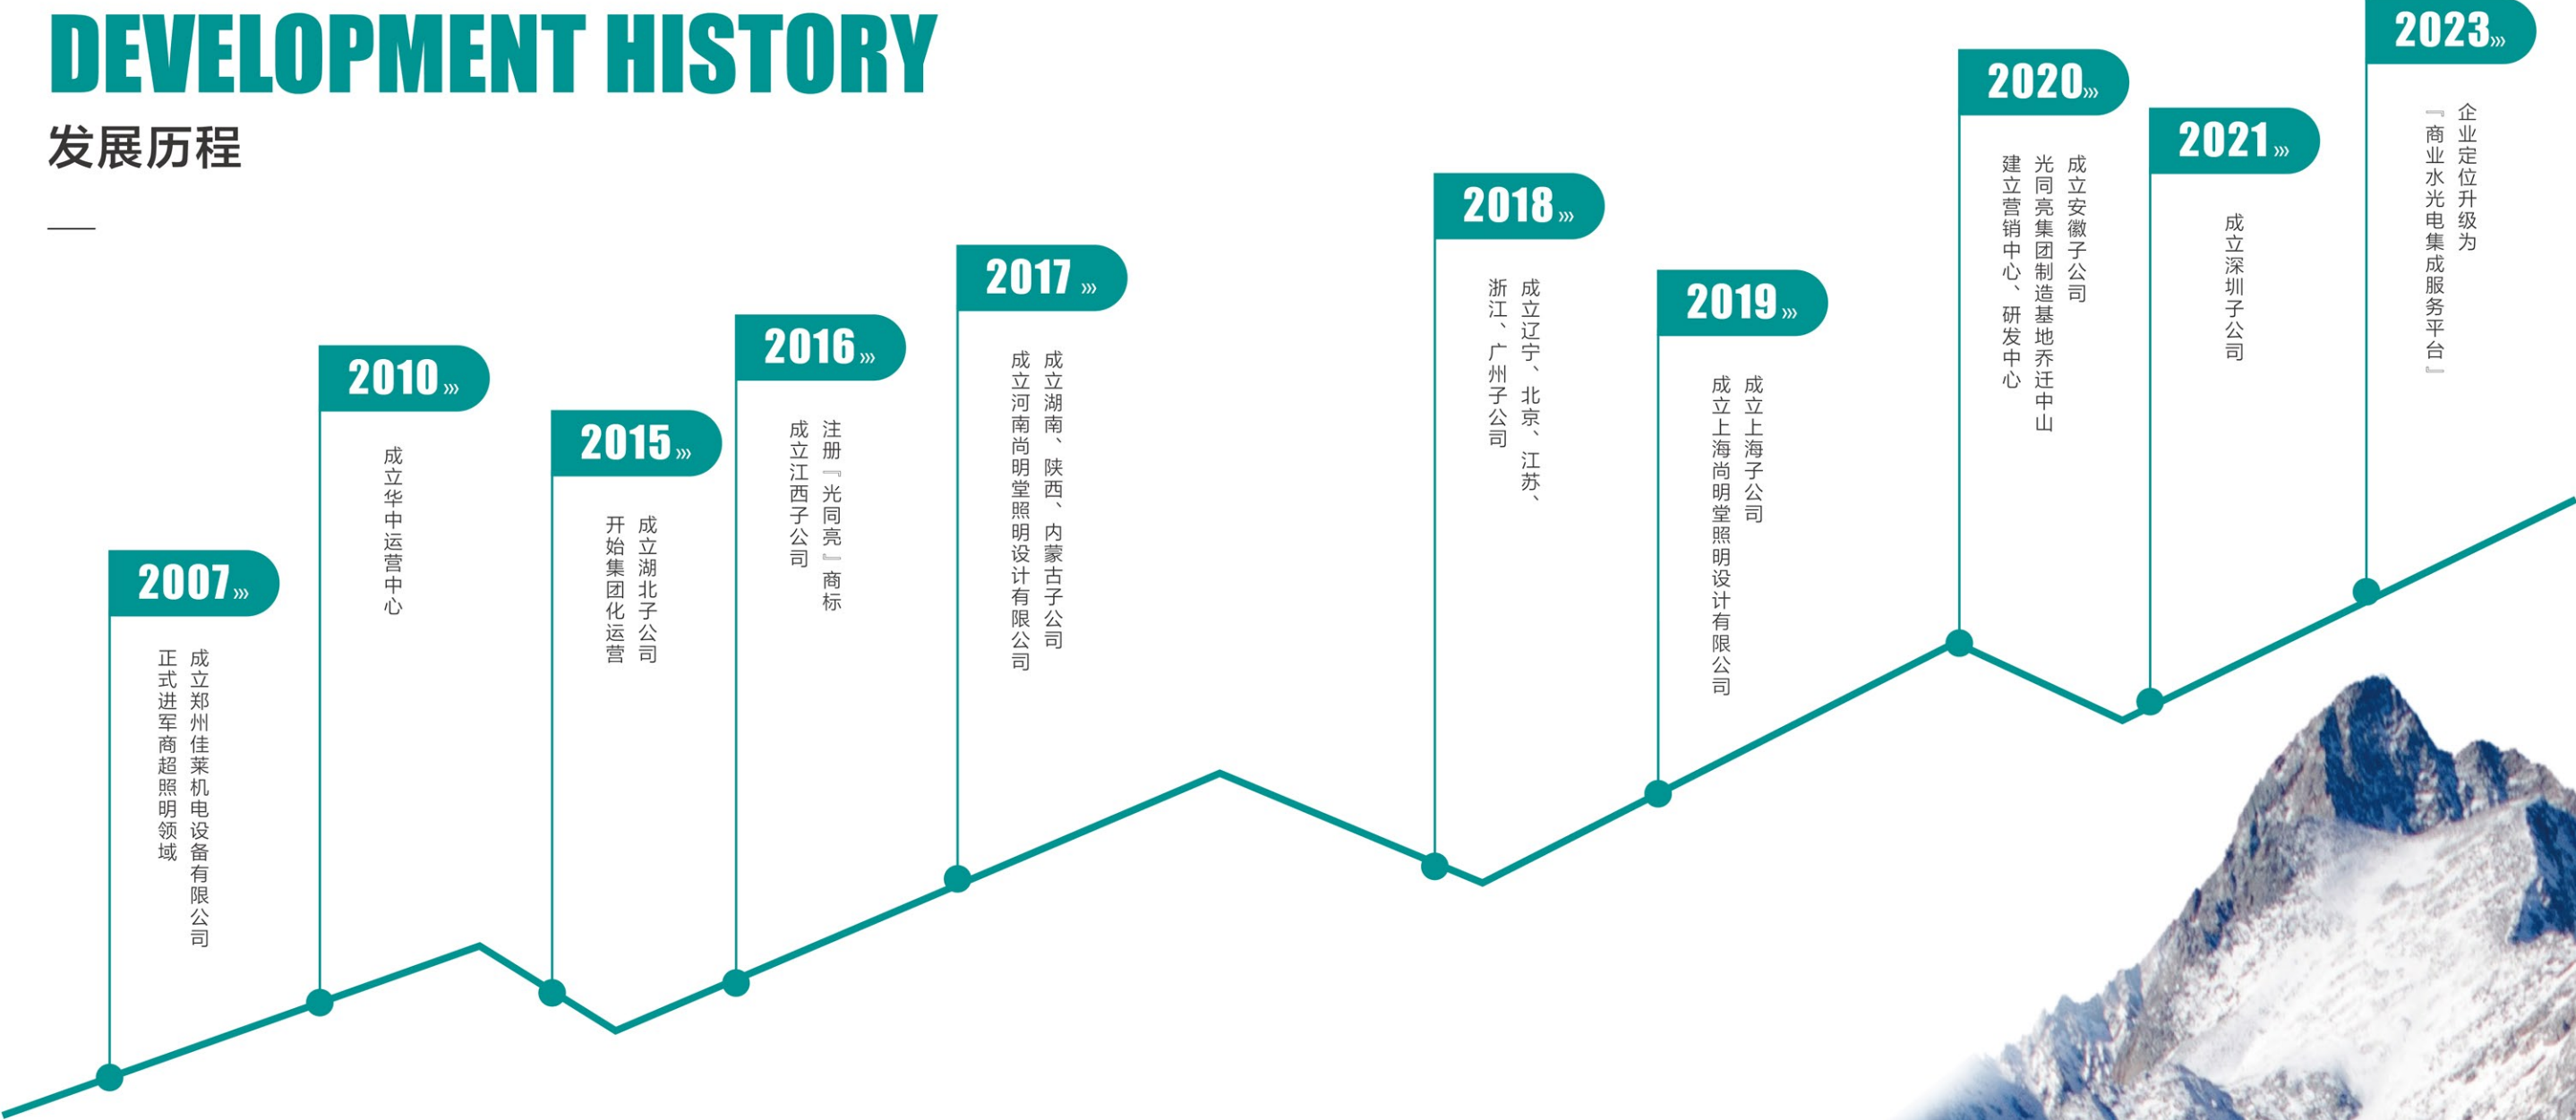 DEVELOPMENT HISTORY
发展历程
2007
成立郑州佳莱机电设备有限公司
正式进军商超照明领域
2010
成立华中运营中心
2015
成立湖北子公司
开始集团化运营
2016
注册『光同亮』商标
成立江西子公司
2017
成立湖南、陕西、内蒙古子公司
成立河南尚明堂照明设计有限公司
2018
成立辽宁、北京、江苏、
浙江、广州子公司
2019
成立上海子公司
成立上海尚明堂照明设计有限公司
2020
成立安徽子公司
光同亮集团制造基地乔迁中山
建立营销中心、研发中心
2021
成立深圳子公司
2023
企业定位升级为
『商业水光电集成服务平台』